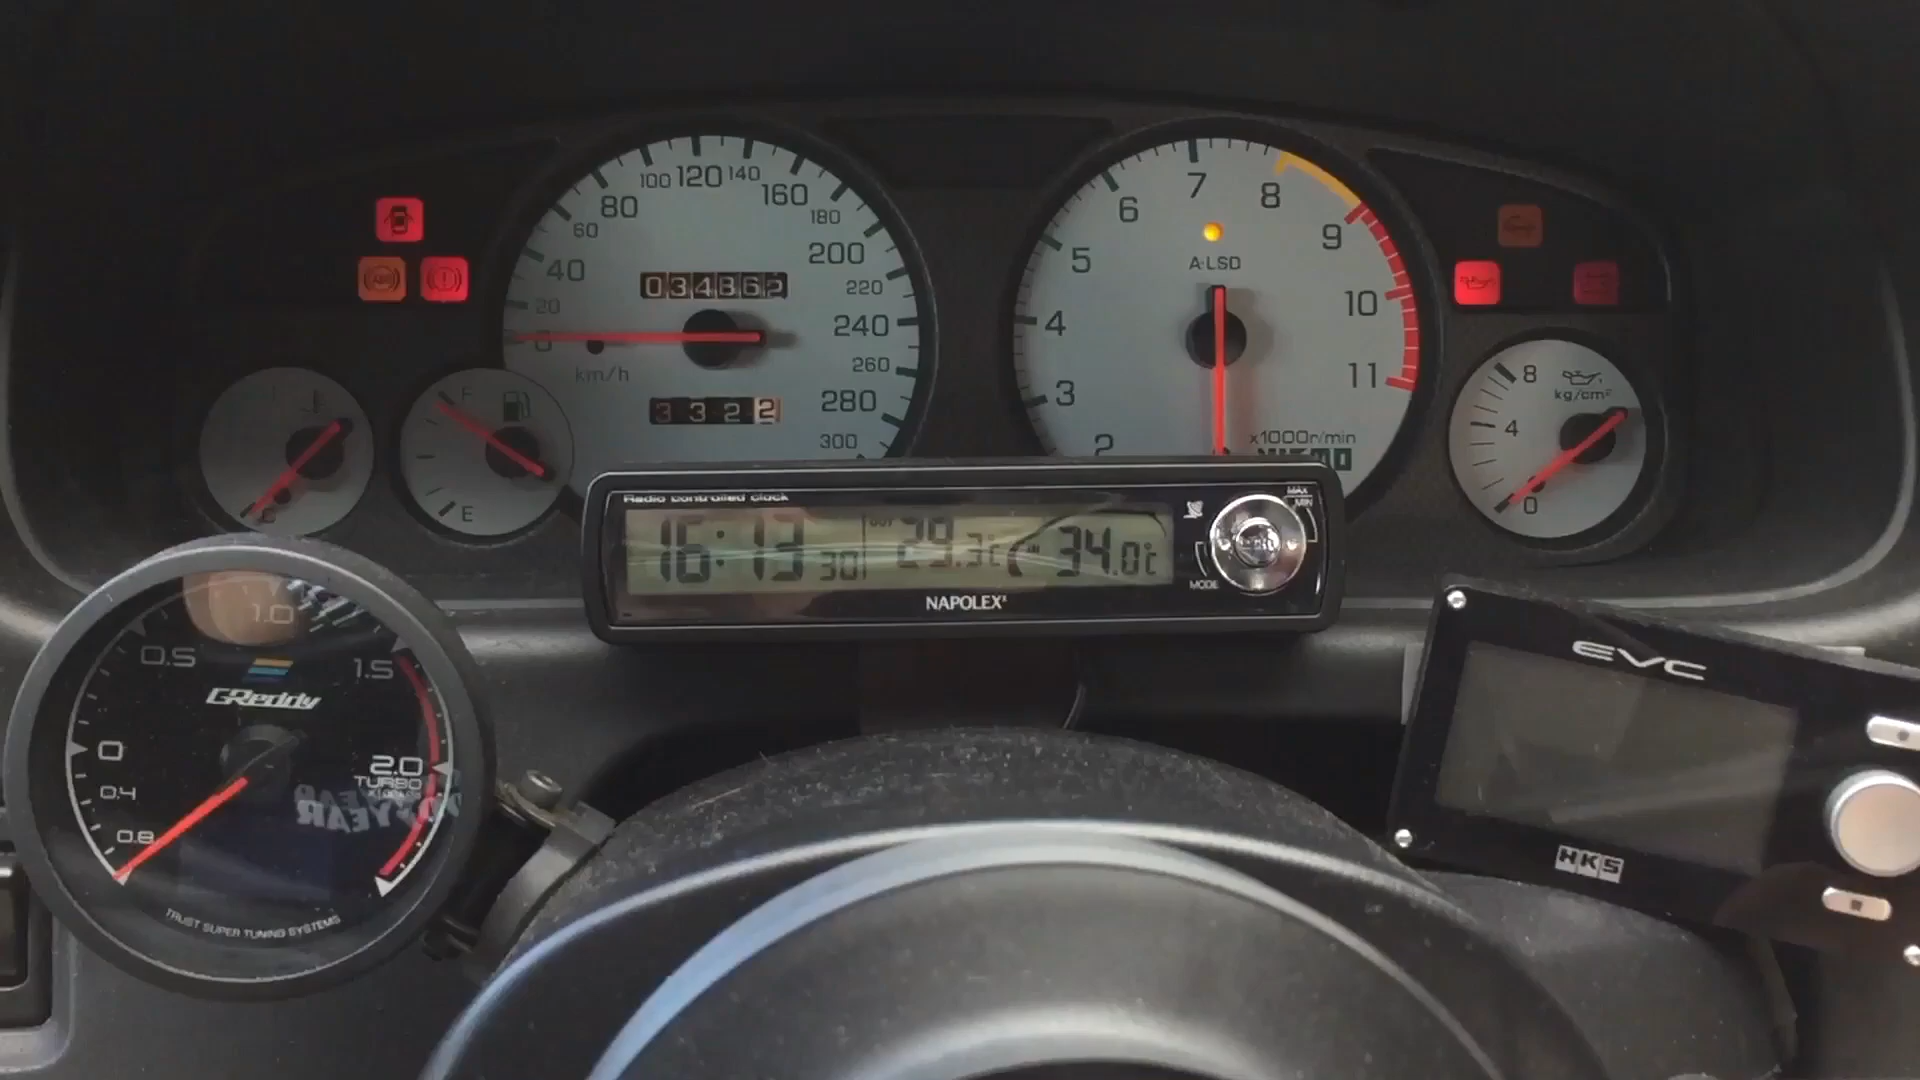 100 120 140
80 160
60 180
40 200
20 220
0 240
260
280
300
km/h
034862
3322
7
6 8
5 9
A-LSD
4 10
3 11
2
x1000r/min
F
E
C
8
kg/cm²
4
0
Radio controlled clock
16:13 30 OUT 29.3℃ IN 34.0℃
MAX
MIN
MODE
NAPOLEX
1.0
0.5 1.5
GReddy
0 2.0
TURBO
0.4
0.8
TRUST SUPER TUNING SYSTEMS
EVC
HKS